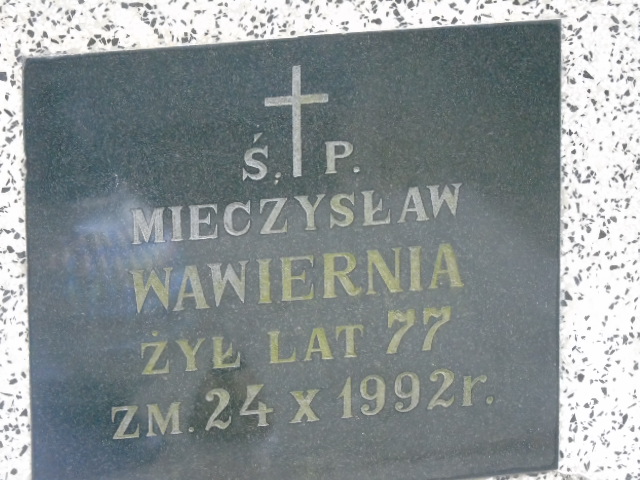 Ś. P.
MIECZYSŁAW
WAWIERNIA
ŻYŁ LAT 77
ZM. 24 X 1992r.